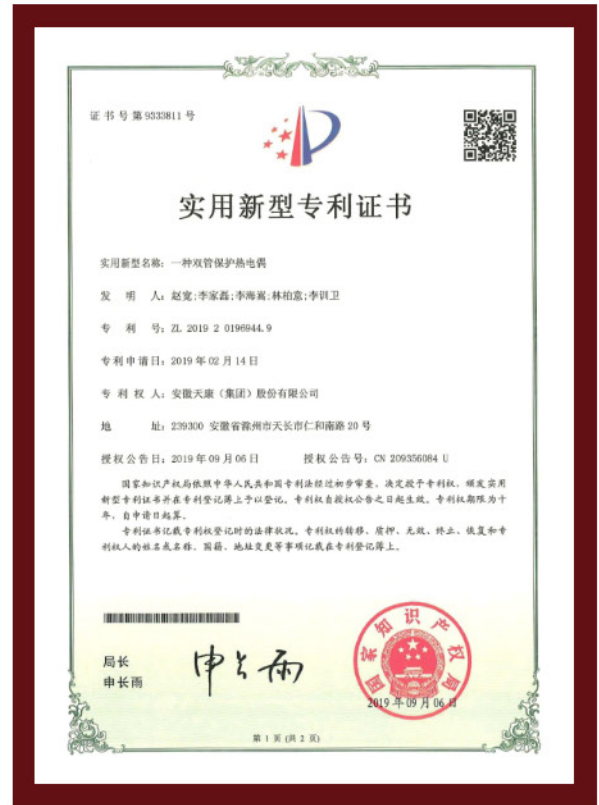 证书号第9333811号
实用新型专利证书
实用新型名称：一种双管保护热电偶
发 明 人：赵宽;李家磊;李海嵩;林柏意;李训卫
专 利 号：ZL 2019 2 0196944.9
专利申请日：2019年02月14日
专 利 权 人：安徽天康（集团）股份有限公司
地 址：239300 安徽省滁州市天长市仁和南路20号
授权公告日：2019年09月06日 授权公告号：CN 209356084 U
国家知识产权局依照中华人民共和国专利法经过初步审查，决定授予专利权，颁发实用
新型专利证书并在专利登记簿上予以登记。专利权自授权公告之日起生效。专利权期限为十
年，自申请日起算。
专利证书记载专利权登记时的法律状况。专利权的转移、质押、无效、终止、恢复和专
利权人的姓名或名称、国籍、地址变更等事项记载在专利登记簿上。
局长
申长雨
申长雨
国家知识产权局
2019年09月06日
第 1 页 (共 2 页)